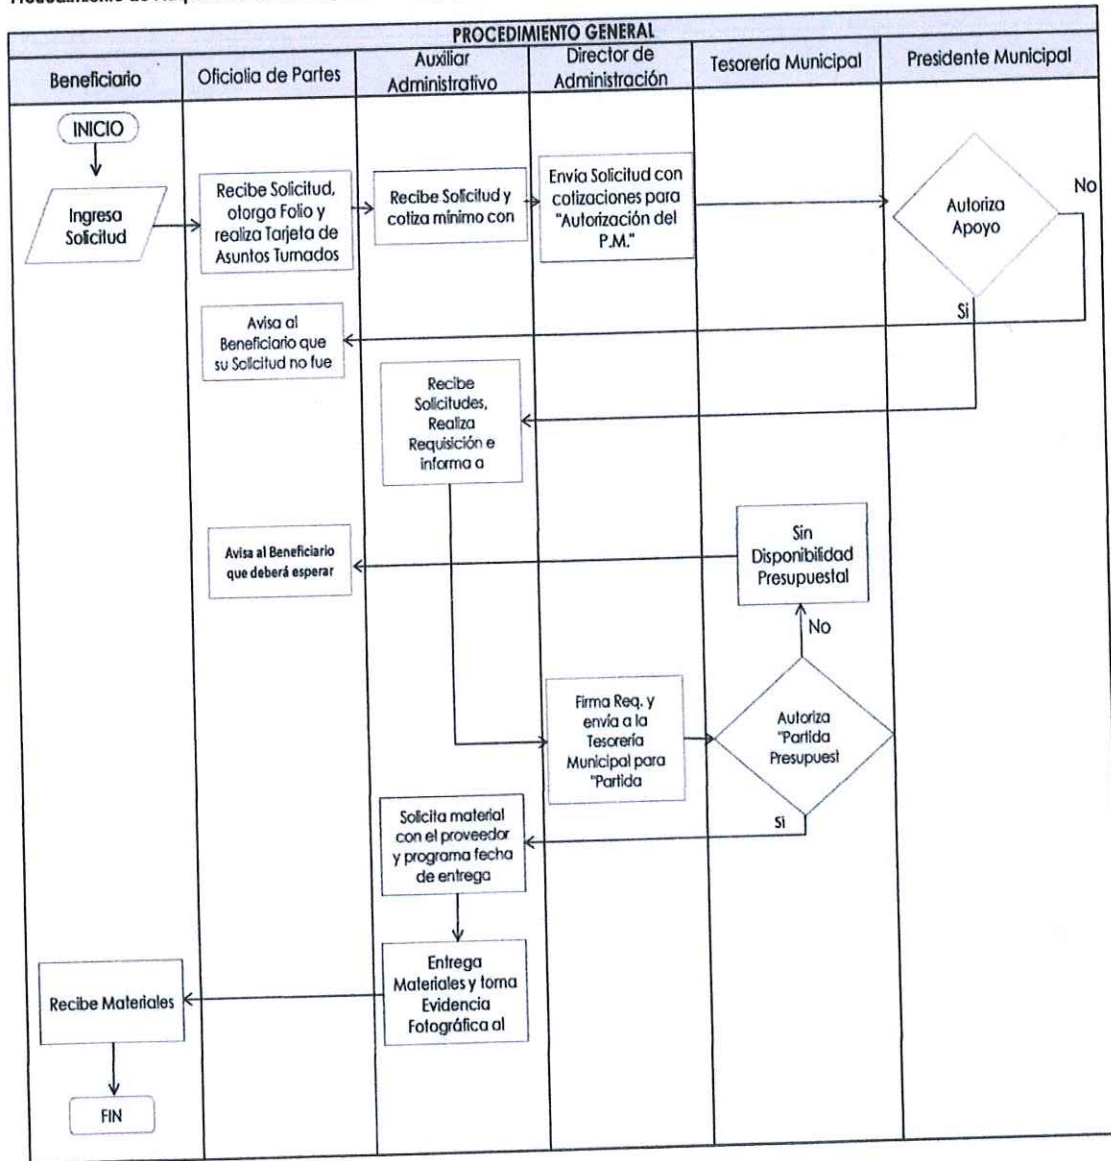 PROCEDIMIENTO GENERAL
Beneficiario
Oficialia de Partes
Auxiliar
Administrativo
Director de
Administración
Tesorería Municipal
Presidente Municipal
INICIO
Ingresa
Solicitud
Recibe Solicitud,
otorga Folio y
realiza Tarjeta de
Asuntos Turnados
Recibe Solicitud y
cotiza mínimo con
Envía Solicitud con
cotizaciones para
"Autorización del
P.M."
Autoriza
Apoyo
No
Si
Avisa al
Beneficiario que
su Solicitud no fue
Recibe
Solicitudes,
Realiza
Requisición e
informa a
Avisa al Beneficiario
que deberá esperar
Sin
Disponibilidad
Presupuestal
No
Firma Req. y
envía a la
Tesorería
Municipal para
"Partida
Autoriza
"Partida
Presupuest
Si
Solicita material
con el proveedor
y programa fecha
de entrega
Entrega
Materiales y toma
Evidencia
Fotográfica al
Recibe Materiales
FIN